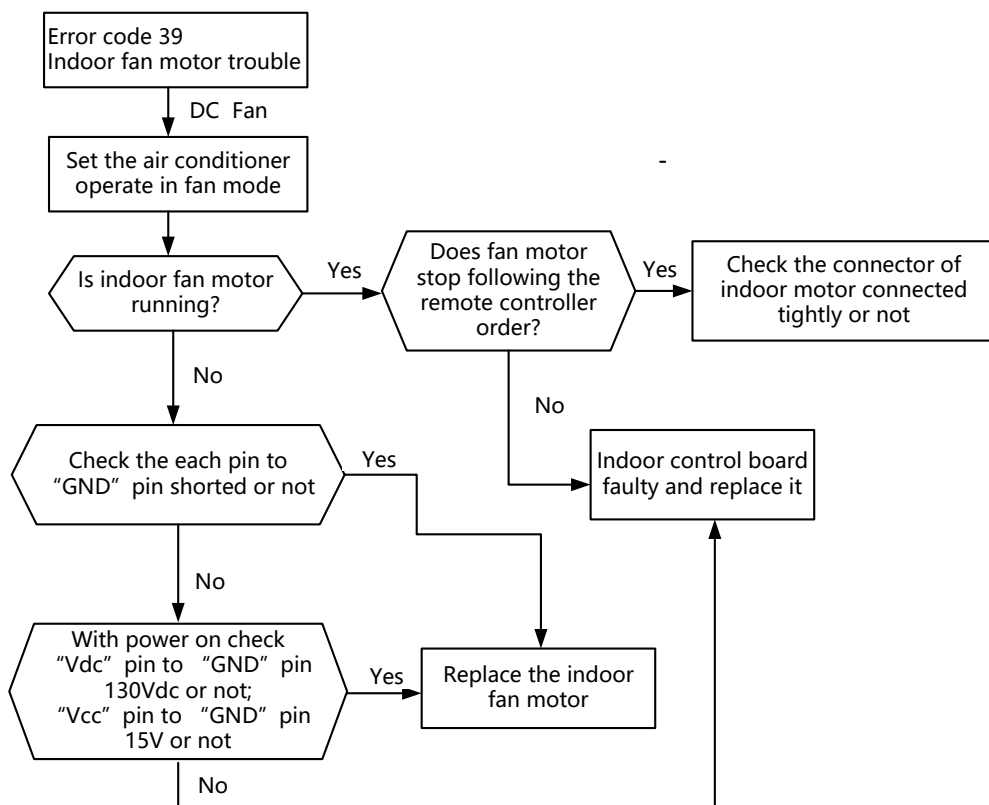 Error code 39
Indoor fan motor trouble
DC Fan
Set the air conditioner
operate in fan mode
-
Is indoor fan motor
running?
Yes
Does fan motor
stop following the
remote controller
order?
Yes
Check the connector of
indoor motor connected
tightly or not
No
No
Check the each pin to
“GND” pin shorted or not
Yes
Indoor control board
faulty and replace it
No
With power on check
“Vdc” pin to “GND” pin
130Vdc or not;
“Vcc” pin to “GND” pin
15V or not
Yes
Replace the indoor
fan motor
No